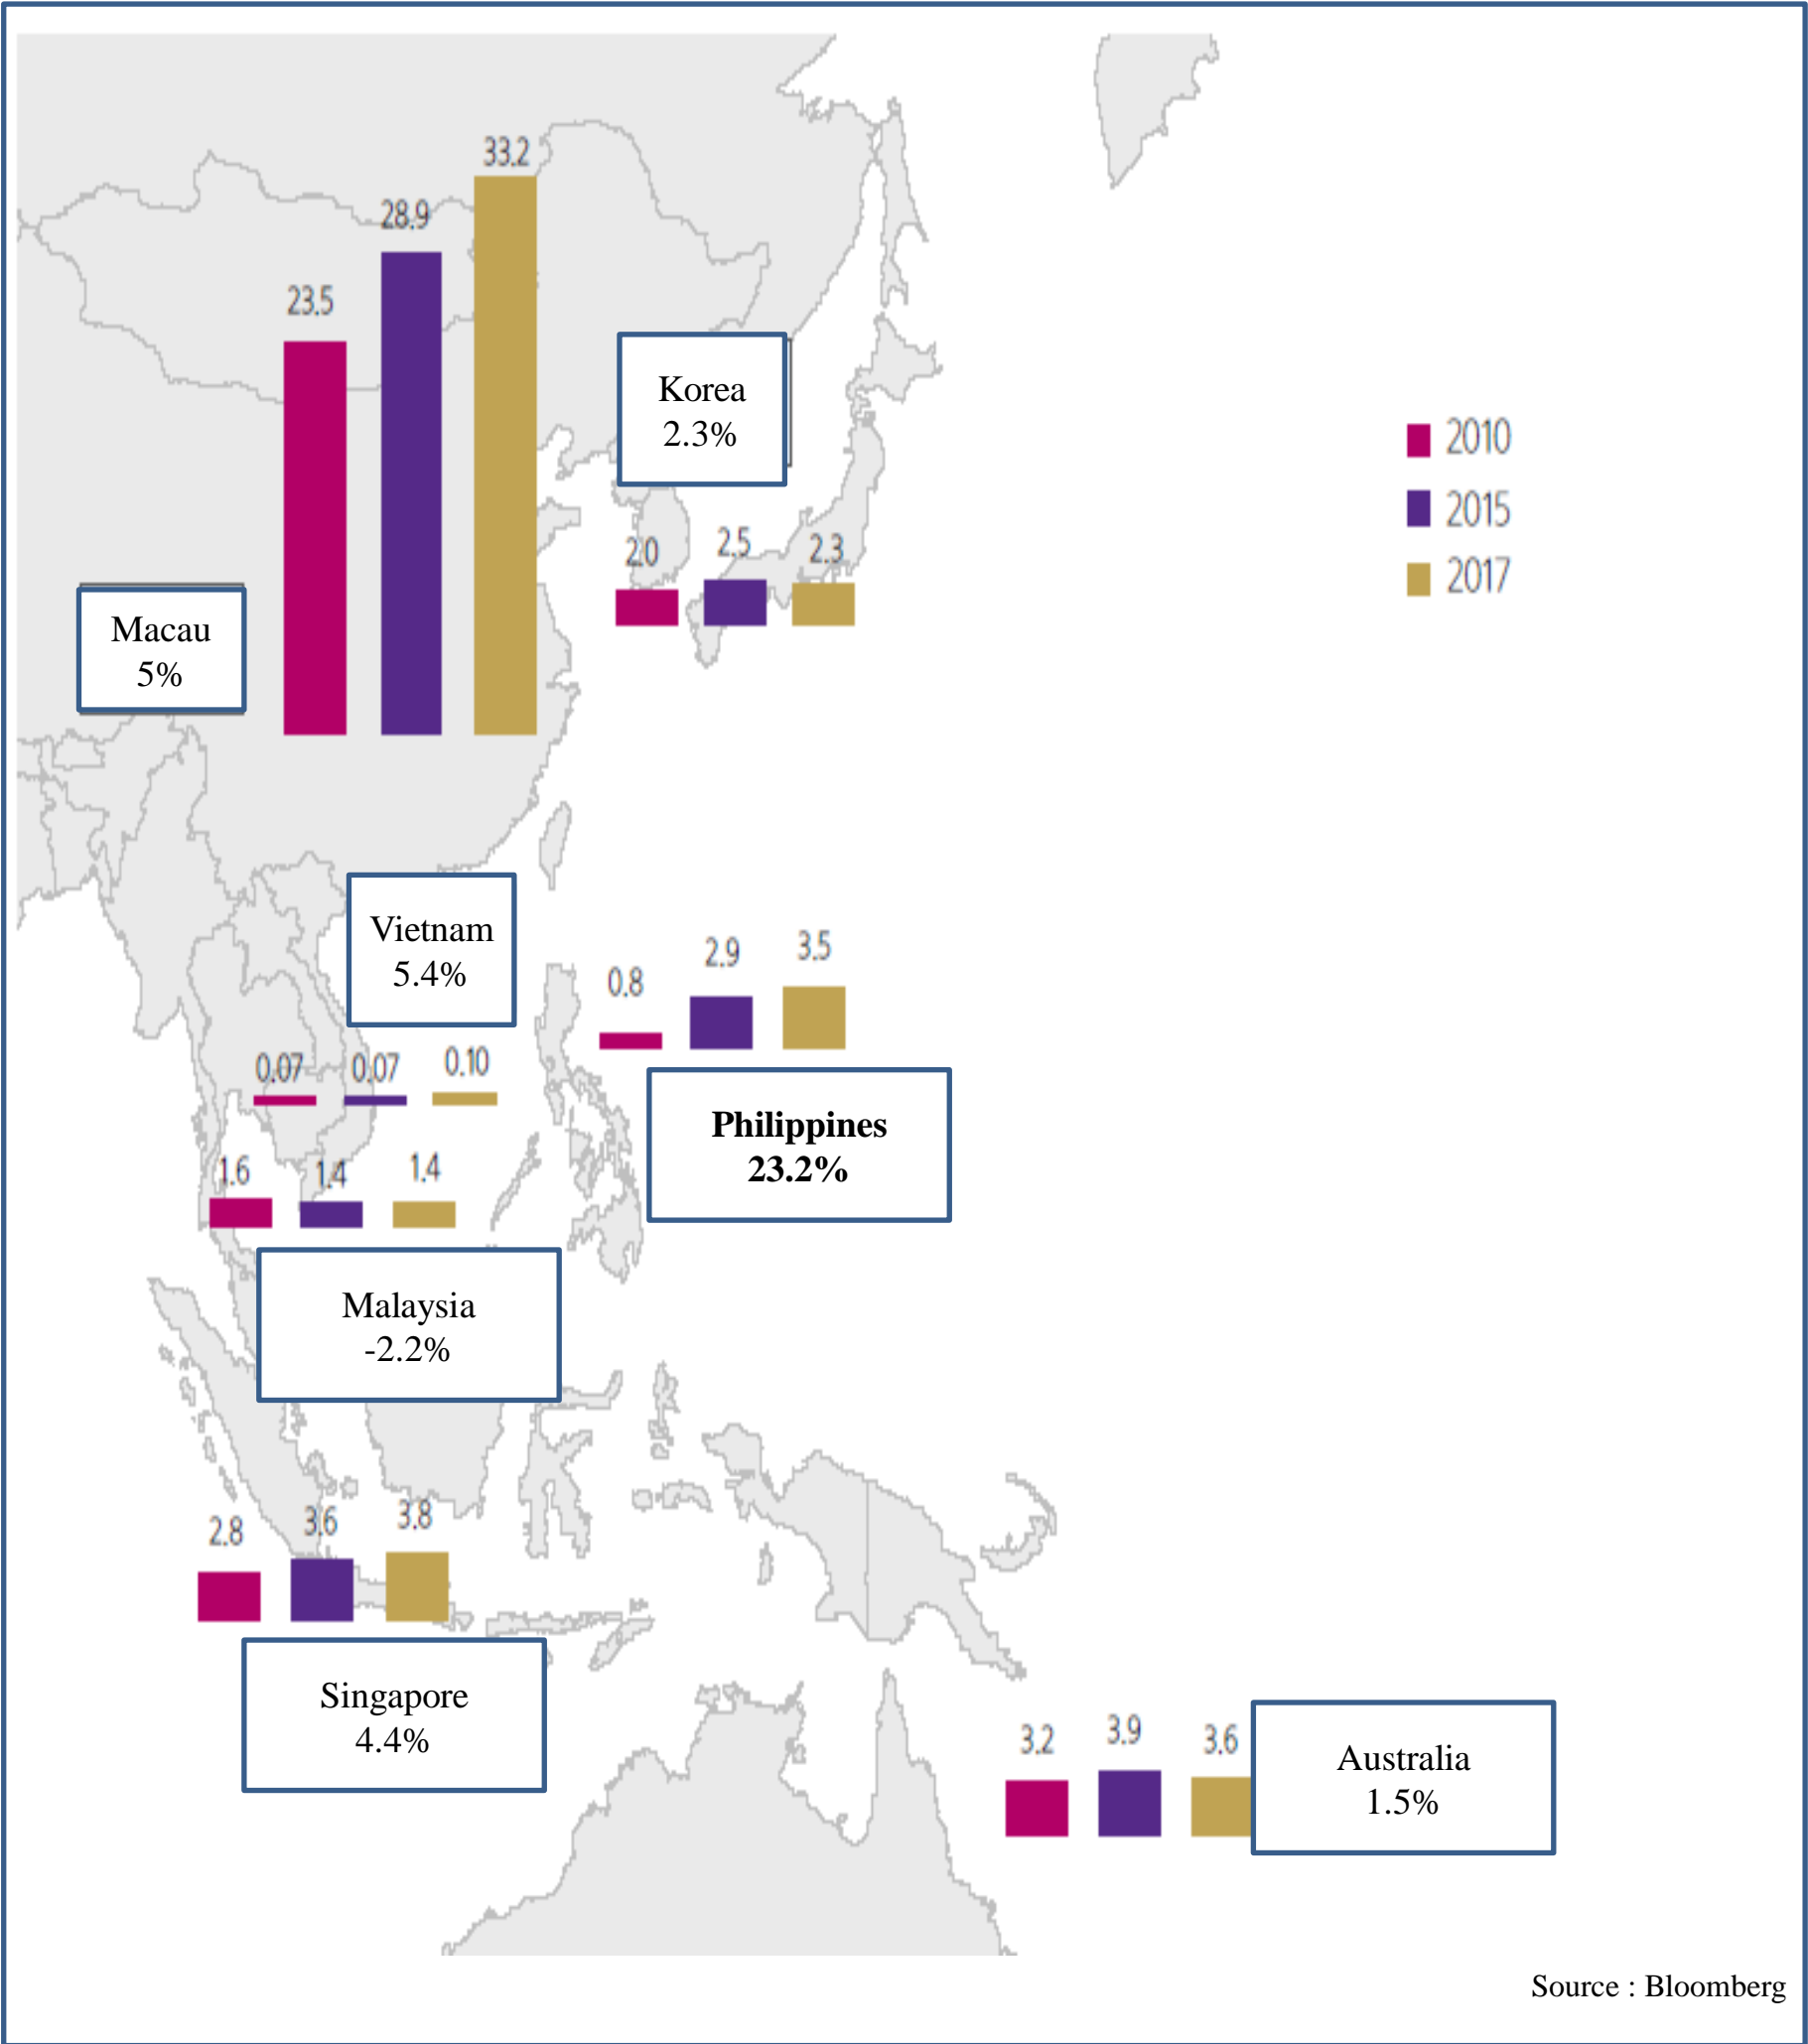 33.2
28.9
23.5
Korea
2.3%
2010
2015
2017
2.0 2.5 2.3
Macau
5%
Vietnam
5.4%
0.8 2.9 3.5
0.07 0.07 0.10
Philippines
23.2%
1.6 1.4 1.4
Malaysia
-2.2%
2.8 3.6 3.8
Singapore
4.4%
3.2 3.9 3.6
Australia
1.5%
Source : Bloomberg